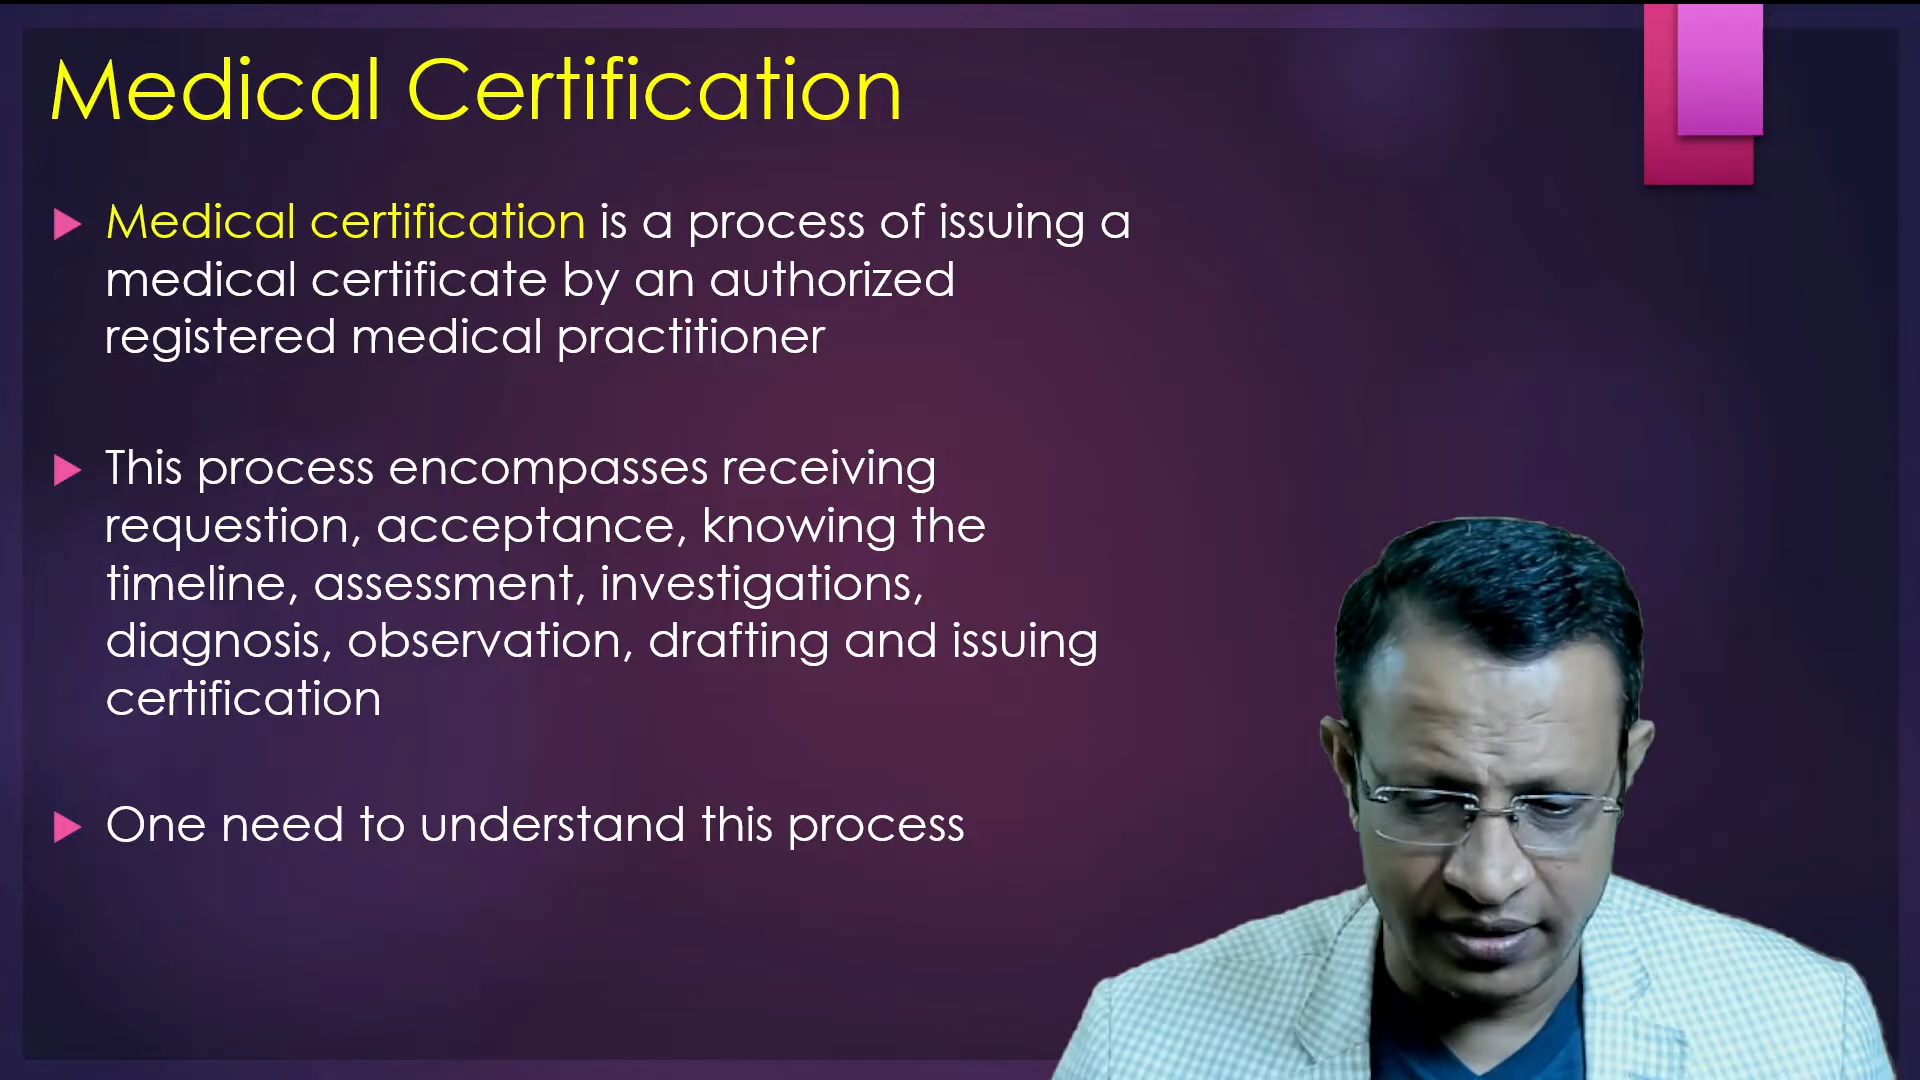 Medical Certification
Medical certification is a process of issuing a
medical certificate by an authorized
registered medical practitioner
This process encompasses receiving
requestion, acceptance, knowing the
timeline, assessment, investigations,
diagnosis, observation, drafting and issuing
certification
One need to understand this process